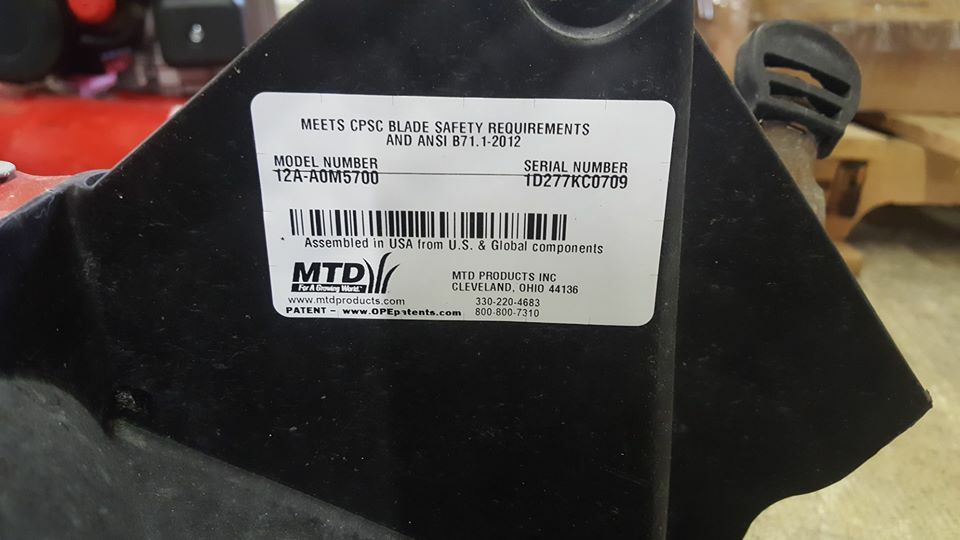 MEETS CPSC BLADE SAFETY REQUIREMENTS
AND ANSI B71.1-2012
MODEL NUMBER SERIAL NUMBER
12A-A0M5700 1D277KC0709
Assembled in USA from U.S. & Global components
MTD
For A Growing World.™
MTD PRODUCTS INC
CLEVELAND, OHIO 44136
www.mtdproducts.com 330-220-4683
PATENT - www.OPEpatents.com 800-800-7310